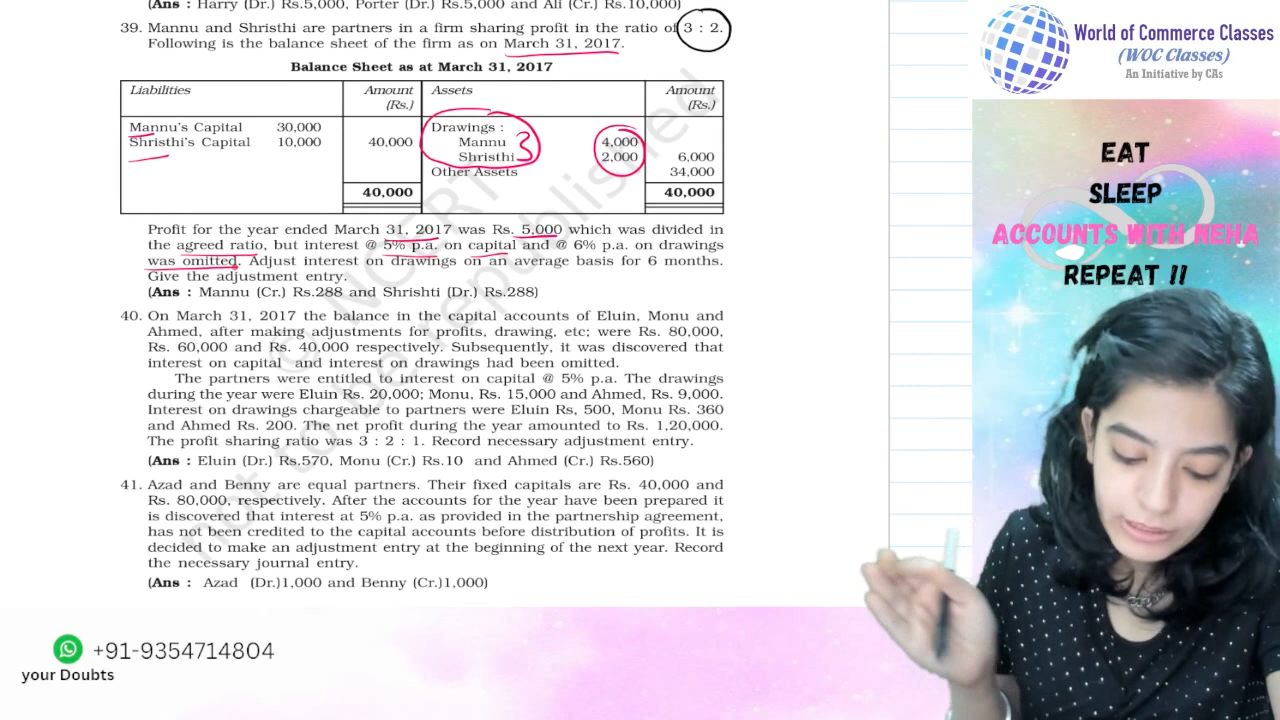 (Ans : Harry (Dr.) Rs.5,000, Porter (Dr.) Rs.5,000 and Ali (Cr.) Rs.10,000)
39. Mannu and Shristhi are partners in a firm sharing profit in the ratio of 3 : 2.
Following is the balance sheet of the firm as on March 31, 2017.
Balance Sheet as at March 31, 2017
Liabilities Amount (Rs.) Assets Amount (Rs.)
Mannu's Capital 30,000 Drawings :
Shristhi's Capital 10,000 40,000 Mannu 4,000
Shristhi 2,000 6,000
Other Assets 34,000
40,000 40,000
Profit for the year ended March 31, 2017 was Rs. 5,000 which was divided in
the agreed ratio, but interest @ 5% p.a. on capital and @ 6% p.a. on drawings
was omitted. Adjust interest on drawings on an average basis for 6 months.
Give the adjustment entry.
(Ans : Mannu (Cr.) Rs.288 and Shrishti (Dr.) Rs.288)
40. On March 31, 2017 the balance in the capital accounts of Eluin, Monu and
Ahmed, after making adjustments for profits, drawing, etc; were Rs. 80,000,
Rs. 60,000 and Rs. 40,000 respectively. Subsequently, it was discovered that
interest on capital and interest on drawings had been omitted.
The partners were entitled to interest on capital @ 5% p.a. The drawings
during the year were Eluin Rs. 20,000; Monu, Rs. 15,000 and Ahmed, Rs. 9,000.
Interest on drawings chargeable to partners were Eluin Rs, 500, Monu Rs. 360
and Ahmed Rs. 200. The net profit during the year amounted to Rs. 1,20,000.
The profit sharing ratio was 3 : 2 : 1. Record necessary adjustment entry.
(Ans : Eluin (Dr.) Rs.570, Monu (Cr.) Rs.10 and Ahmed (Cr.) Rs.560)
41. Azad and Benny are equal partners. Their fixed capitals are Rs. 40,000 and
Rs. 80,000, respectively. After the accounts for the year have been prepared it
is discovered that interest at 5% p.a. as provided in the partnership agreement,
has not been credited to the capital accounts before distribution of profits. It is
decided to make an adjustment entry at the beginning of the next year. Record
the necessary journal entry.
(Ans : Azad (Dr.)1,000 and Benny (Cr.)1,000)
© NCERT
not to be republished
+91-9354714804
your Doubts
World of Commerce Classes
(WOC Classes)
An Initiative by CAs
EAT
SLEEP
ACCOUNTS WITH NEHA
REPEAT !!